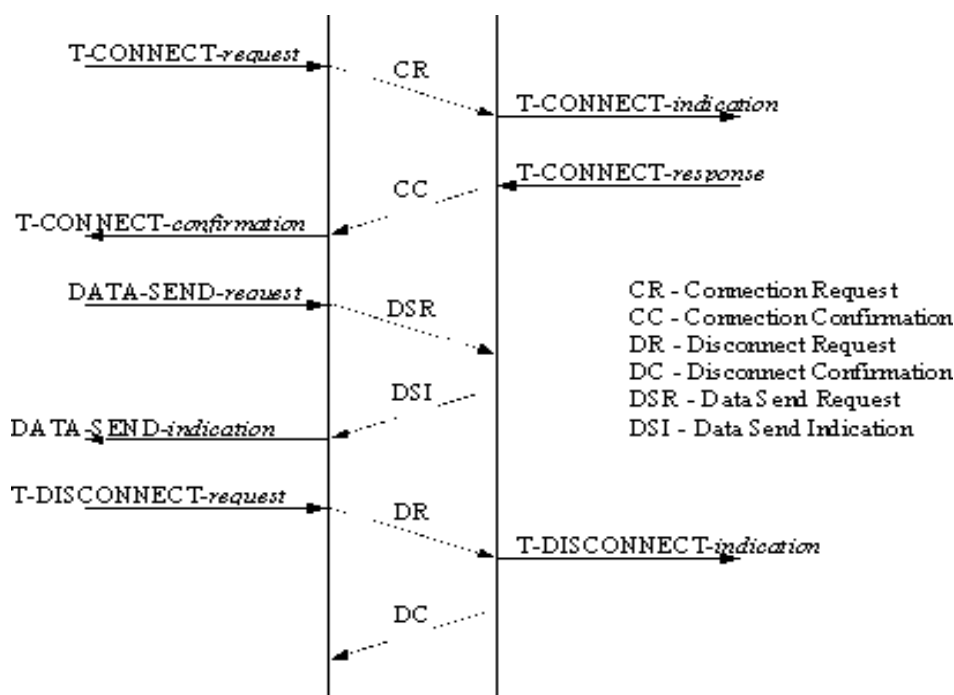 T-CONNECT-request
CR
T-CONNECT-indication
T-CONNECT-response
CC
T-CONNECT-confirmation
DATA-SEND-request
DSR
CR - Connection Request
CC - Connection Confirmation
DR - Disconnect Request
DC - Disconnect Confirmation
DSR - Data Send Request
DSI - Data Send Indication
DSI
DATA-SEND-indication
T-DISCONNECT-request
DR
T-DISCONNECT-indication
DC